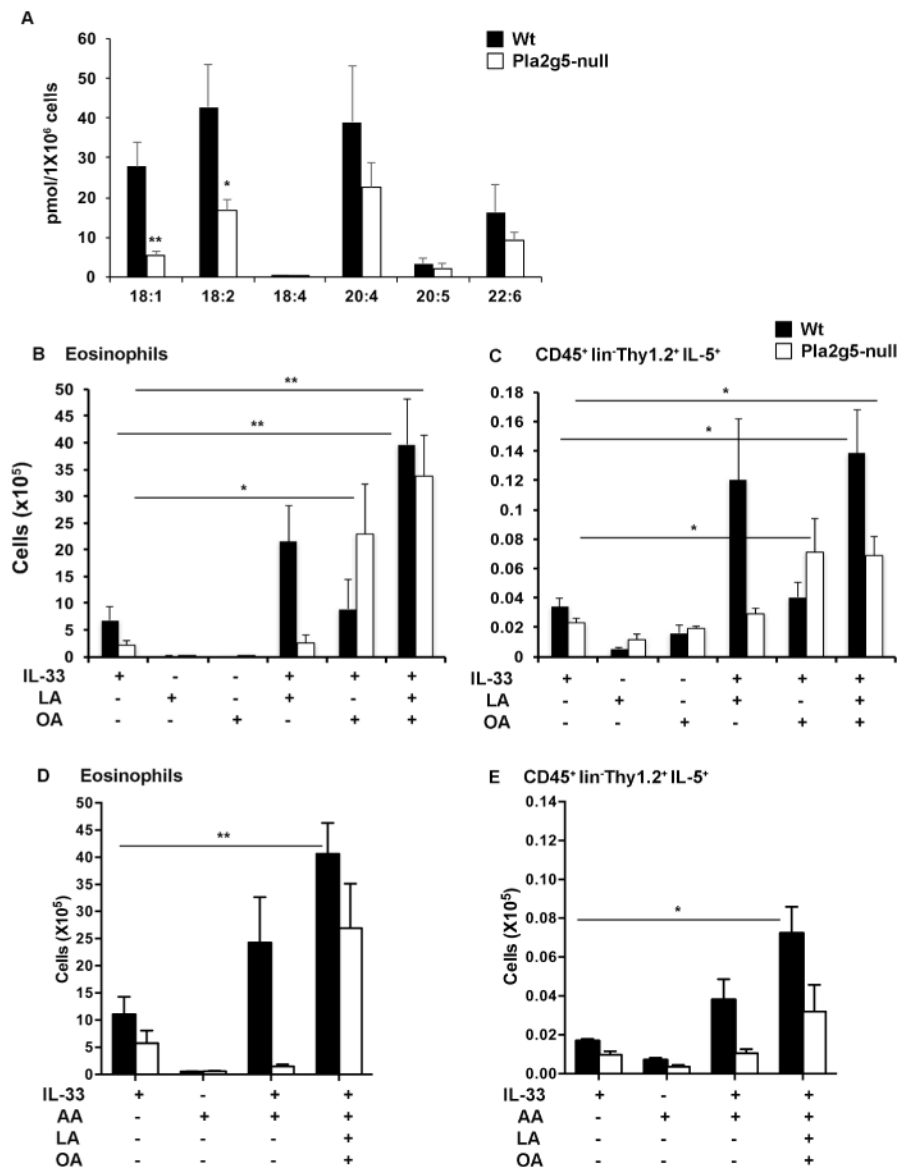 A
Wt
Pla2g5-null
pmol/1X10⁶ cells
60
50
40
30
20
10
0
**
*
18:1 18:2 18:4 20:4 20:5 22:6
Wt
Pla2g5-null
B Eosinophils
Cells (x10⁵)
50
45
40
35
30
25
20
15
10
5
0
**
**
*
IL-33 + - - + + +
LA - + - + - +
OA - - + - + +
C CD45⁺ lin⁻Thy1.2⁺ IL-5⁺
0.18
0.16
0.14
0.12
0.1
0.08
0.06
0.04
0.02
0
*
*
*
+ - - + + +
- + - + - +
- - + - + +
D Eosinophils
Cells (X10⁵)
50
45
40
35
30
25
20
15
10
5
0
**
IL-33 + - + +
AA - + + +
LA - - - +
OA - - - +
E CD45⁺ lin⁻Thy1.2⁺ IL-5⁺
Cells (X10⁵)
0.14
0.12
0.10
0.08
0.06
0.04
0.02
0.00
*
IL-33 + - + +
AA - + + +
LA - - - +
OA - - - +